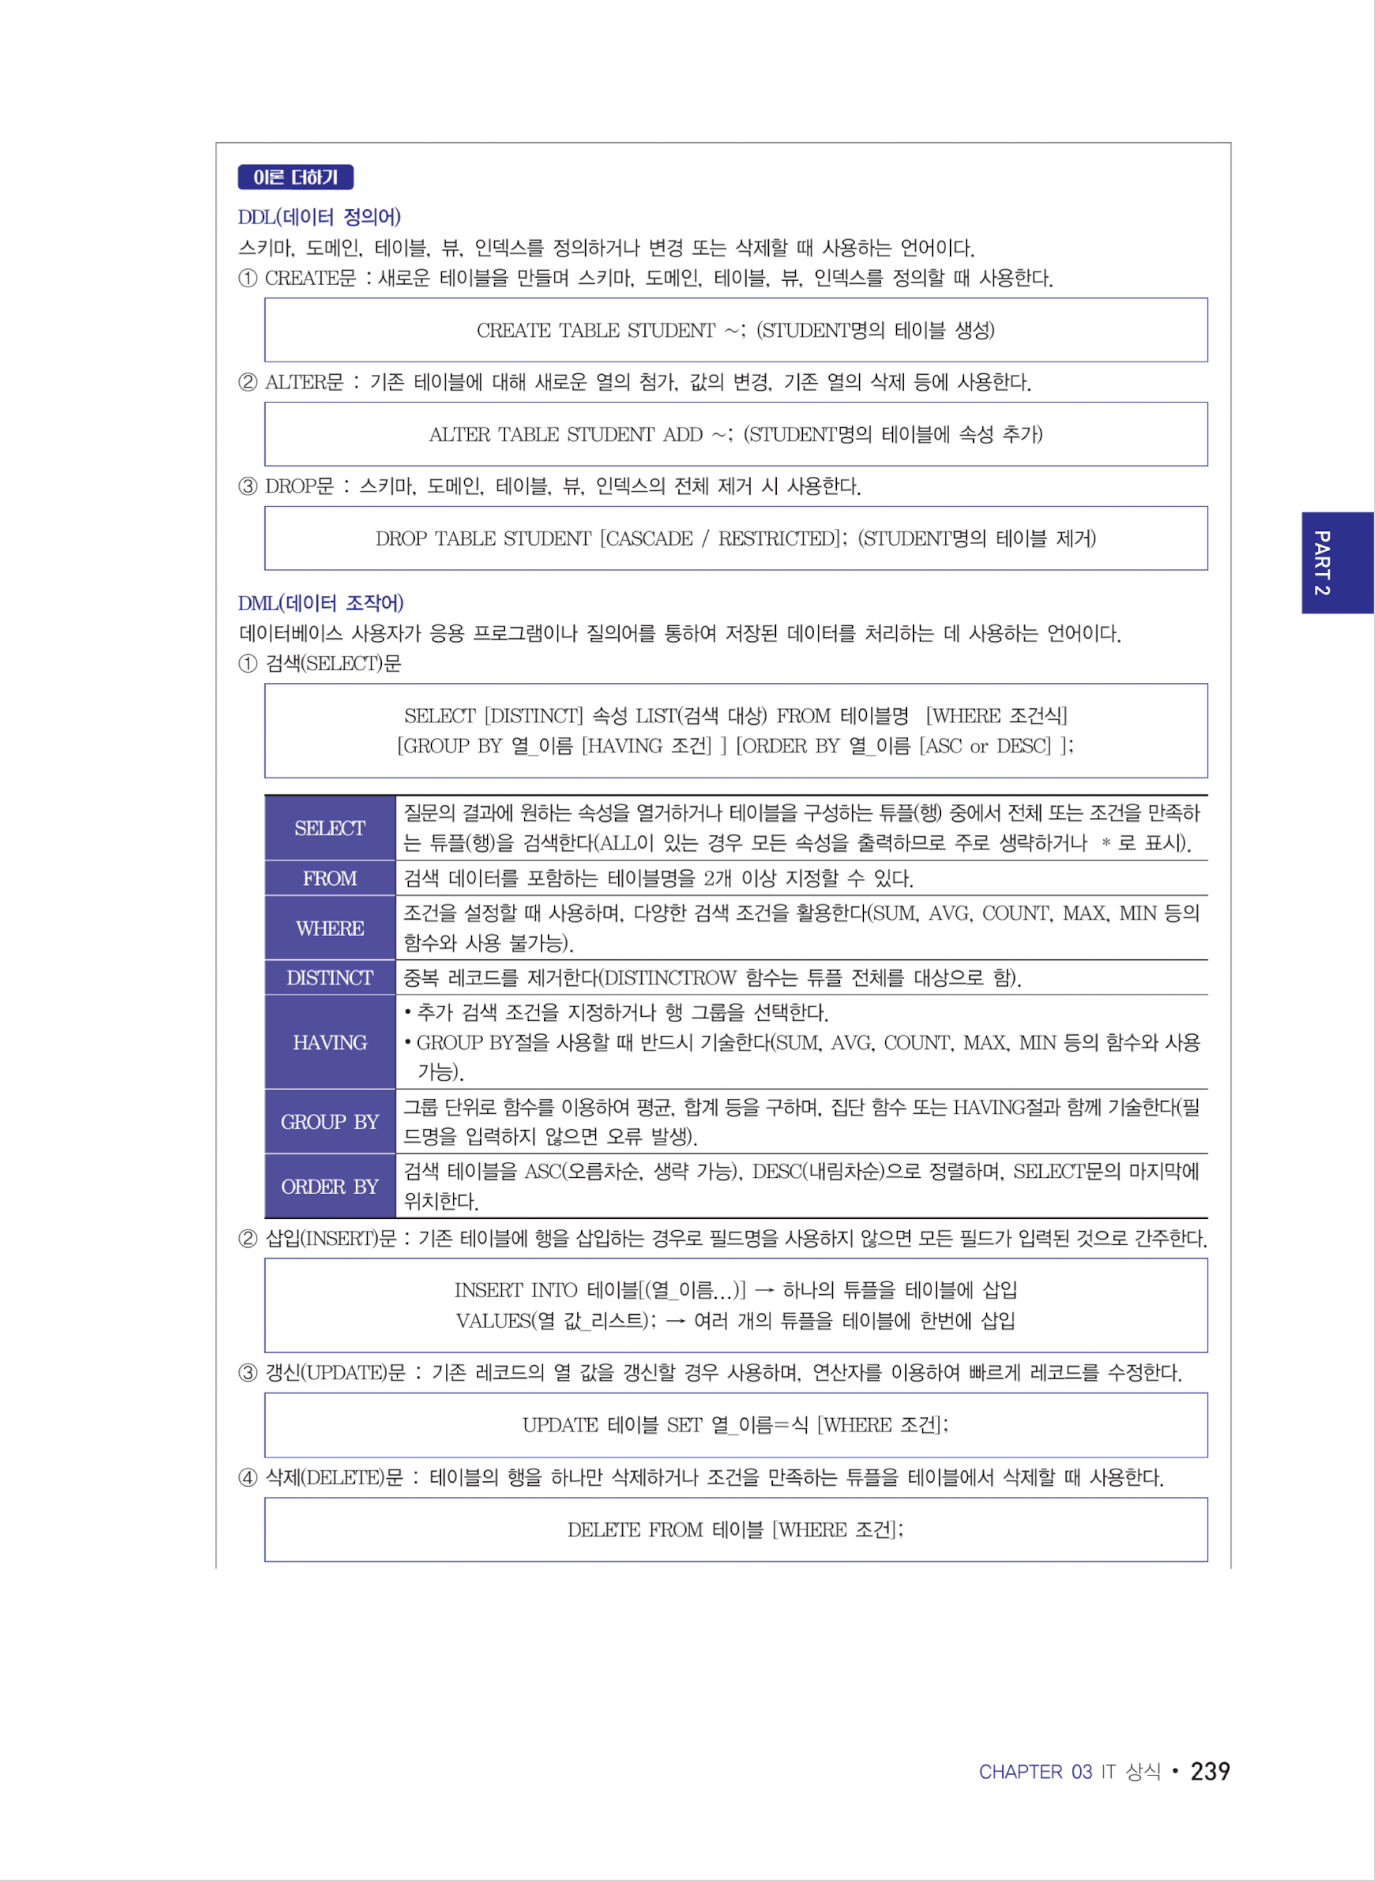 이론 더하기
DDL(데이터 정의어)
스키마, 도메인, 테이블, 뷰, 인덱스를 정의하거나 변경 또는 삭제할 때 사용하는 언어이다.
① CREATE문 : 새로운 테이블을 만들며 스키마, 도메인, 테이블, 뷰, 인덱스를 정의할 때 사용한다.
CREATE TABLE STUDENT ~; (STUDENT명의 테이블 생성)
② ALTER문 : 기존 테이블에 대해 새로운 열의 첨가, 값의 변경, 기존 열의 삭제 등에 사용한다.
ALTER TABLE STUDENT ADD ~; (STUDENT명의 테이블에 속성 추가)
③ DROP문 : 스키마, 도메인, 테이블, 뷰, 인덱스의 전체 제거 시 사용한다.
DROP TABLE STUDENT [CASCADE / RESTRICTED]; (STUDENT명의 테이블 제거)
PART 2
DML(데이터 조작어)
데이터베이스 사용자가 응용 프로그램이나 질의어를 통하여 저장된 데이터를 처리하는 데 사용하는 언어이다.
① 검색(SELECT)문
SELECT [DISTINCT] 속성 LIST(검색 대상) FROM 테이블명 [WHERE 조건식]
[GROUP BY 열_이름 [HAVING 조건] ] [ORDER BY 열_이름 [ASC or DESC] ];
SELECT
질문의 결과에 원하는 속성을 열거하거나 테이블을 구성하는 튜플(행) 중에서 전체 또는 조건을 만족하
는 튜플(행)을 검색한다(ALL이 있는 경우 모든 속성을 출력하므로 주로 생략하거나 * 로 표시).
FROM
검색 데이터를 포함하는 테이블명을 2개 이상 지정할 수 있다.
WHERE
조건을 설정할 때 사용하며, 다양한 검색 조건을 활용한다(SUM, AVG, COUNT, MAX, MIN 등의
함수와 사용 불가능).
DISTINCT
중복 레코드를 제거한다(DISTINCTROW 함수는 튜플 전체를 대상으로 함).
HAVING
• 추가 검색 조건을 지정하거나 행 그룹을 선택한다.
• GROUP BY절을 사용할 때 반드시 기술한다(SUM, AVG, COUNT, MAX, MIN 등의 함수와 사용
가능).
GROUP BY
그룹 단위로 함수를 이용하여 평균, 합계 등을 구하며, 집단 함수 또는 HAVING절과 함께 기술한다(필
드명을 입력하지 않으면 오류 발생).
ORDER BY
검색 테이블을 ASC(오름차순, 생략 가능), DESC(내림차순)으로 정렬하며, SELECT문의 마지막에
위치한다.
② 삽입(INSERT)문 : 기존 테이블에 행을 삽입하는 경우로 필드명을 사용하지 않으면 모든 필드가 입력된 것으로 간주한다.
INSERT INTO 테이블[(열_이름...)] → 하나의 튜플을 테이블에 삽입
VALUES(열 값_리스트); → 여러 개의 튜플을 테이블에 한번에 삽입
③ 갱신(UPDATE)문 : 기존 레코드의 열 값을 갱신할 경우 사용하며, 연산자를 이용하여 빠르게 레코드를 수정한다.
UPDATE 테이블 SET 열_이름=식 [WHERE 조건];
④ 삭제(DELETE)문 : 테이블의 행을 하나만 삭제하거나 조건을 만족하는 튜플을 테이블에서 삭제할 때 사용한다.
DELETE FROM 테이블 [WHERE 조건];
CHAPTER 03 IT 상식 • 239